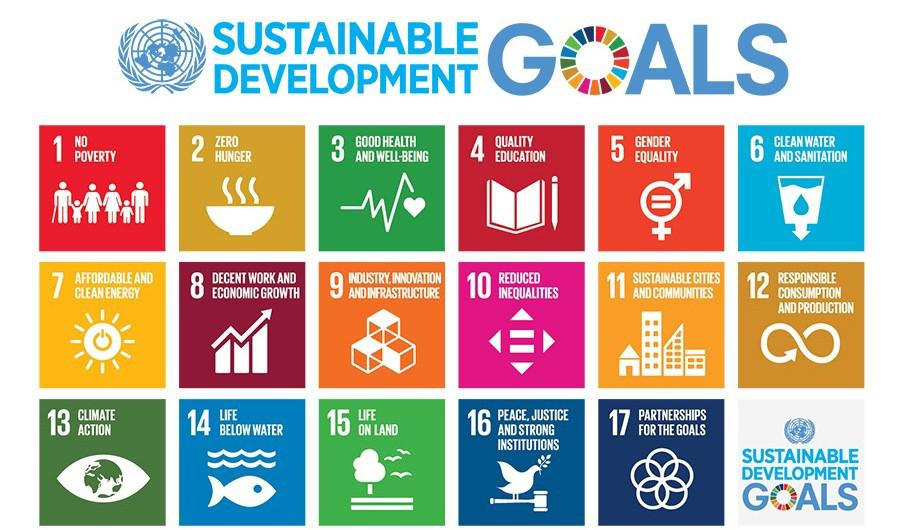 SUSTAINABLE
DEVELOPMENT GOALS
1 NO
POVERTY
2 ZERO
HUNGER
3 GOOD HEALTH
AND WELL-BEING
4 QUALITY
EDUCATION
5 GENDER
EQUALITY
6 CLEAN WATER
AND SANITATION
7 AFFORDABLE AND
CLEAN ENERGY
8 DECENT WORK AND
ECONOMIC GROWTH
9 INDUSTRY, INNOVATION
AND INFRASTRUCTURE
10 REDUCED
INEQUALITIES
11 SUSTAINABLE CITIES
AND COMMUNITIES
12 RESPONSIBLE
CONSUMPTION
AND PRODUCTION
13 CLIMATE
ACTION
14 LIFE
BELOW WATER
15 LIFE
ON LAND
16 PEACE, JUSTICE
AND STRONG
INSTITUTIONS
17 PARTNERSHIPS
FOR THE GOALS
SUSTAINABLE
DEVELOPMENT
GOALS